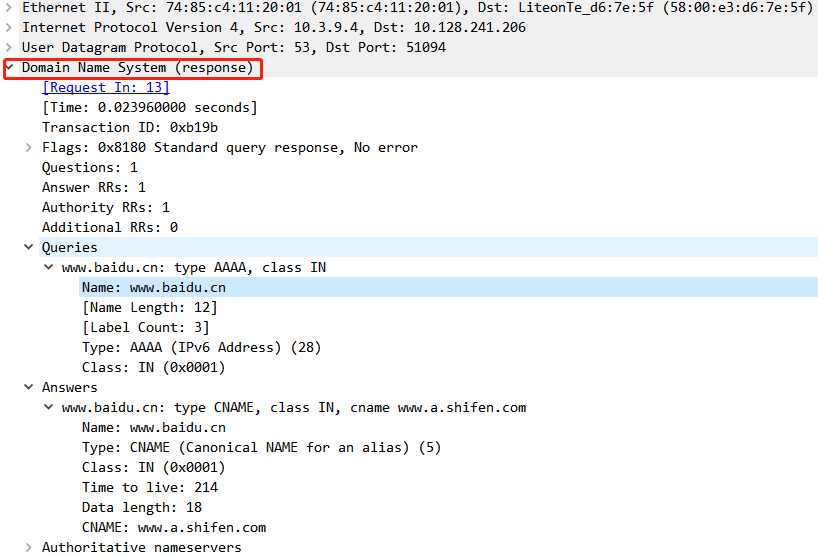 Ethernet II, Src: 74:85:c4:11:20:01 (74:85:c4:11:20:01), Dst: LiteonTe_d6:7e:5f (58:00:e3:d6:7e:5f)
Internet Protocol Version 4, Src: 10.3.9.4, Dst: 10.128.241.206
User Datagram Protocol, Src Port: 53, Dst Port: 51094
Domain Name System (response)
[Request In: 13]
[Time: 0.023960000 seconds]
Transaction ID: 0xb19b
Flags: 0x8180 Standard query response, No error
Questions: 1
Answer RRs: 1
Authority RRs: 1
Additional RRs: 0
Queries
www.baidu.cn: type AAAA, class IN
Name: www.baidu.cn
[Name Length: 12]
[Label Count: 3]
Type: AAAA (IPv6 Address) (28)
Class: IN (0x0001)
Answers
www.baidu.cn: type CNAME, class IN, cname www.a.shifen.com
Name: www.baidu.cn
Type: CNAME (Canonical NAME for an alias) (5)
Class: IN (0x0001)
Time to live: 214
Data length: 18
CNAME: www.a.shifen.com
Authoritative nameservers